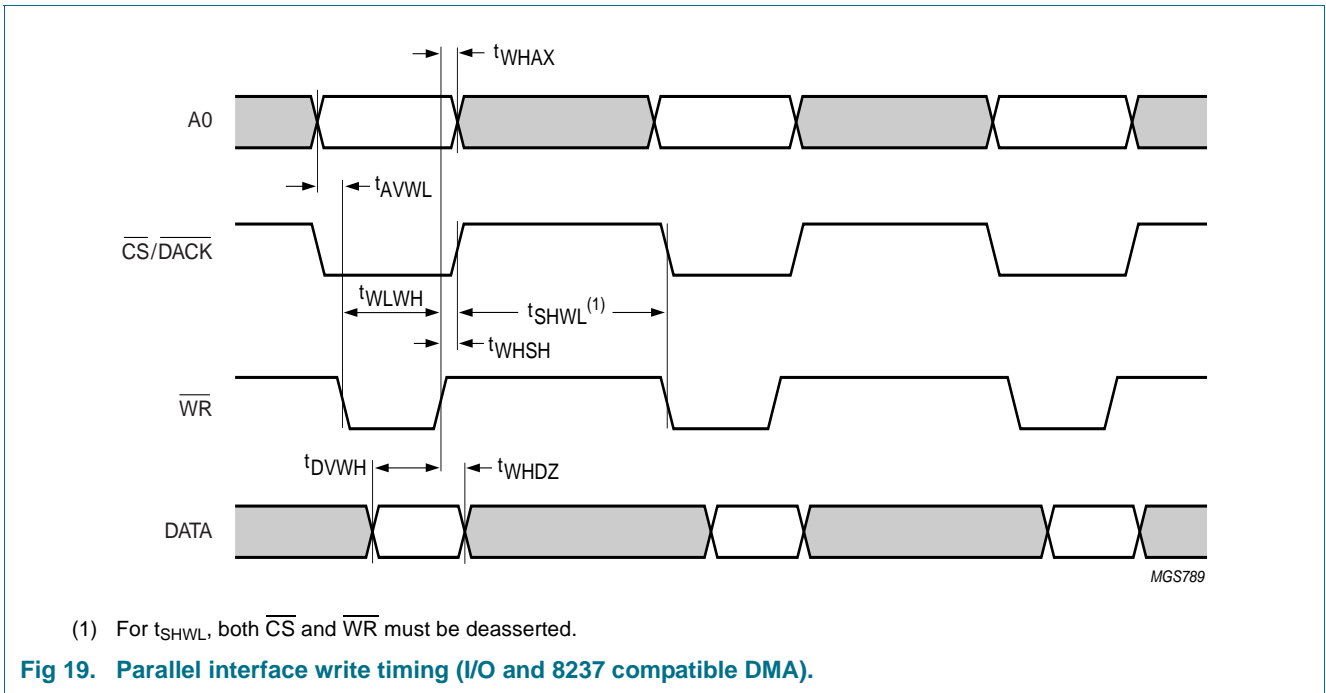 tWHAX
A0
tAVWL
CS/DACK
tWLWH
tSHWL(1)
tWHSH
WR
tDVWH
tWHDZ
DATA
MGS789
(1) For tSHWL, both CS and WR must be deasserted.
Fig 19. Parallel interface write timing (I/O and 8237 compatible DMA).